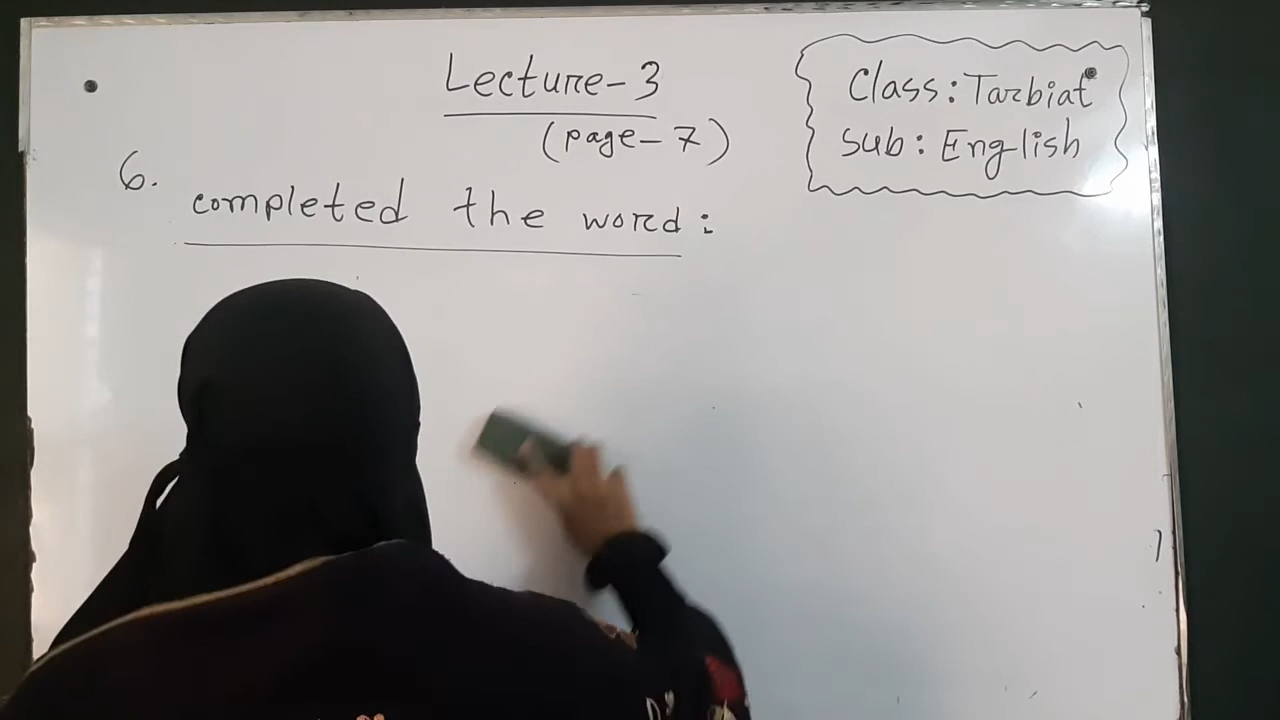 Lecture-3
(page-7)
Class: Tarbiat
Sub: English
6. completed the word: